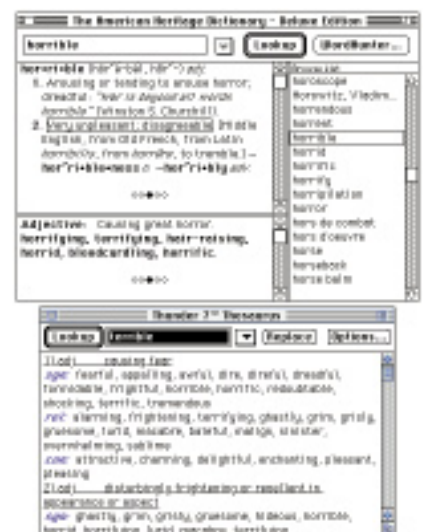 The American Heritage Dictionary - Deluxe Edition
horrible
Lookup
WordHunter...
hor•ri•ble adj.
1. Arousing or tending to arouse horror;
dreadful: "War is beyond all words
horrible" (Winston S. Churchill).
2. Very unpleasant; disagreeable. [Middle
English, from Old French, from Latin
horribilis, from horrēre, to tremble.] —
hor"ri•ble•ness n. —hor"ri•bly adv.
Adjective: Causing great horror.
horrifying, terrifying, hair-raising,
horrid, bloodcurdling, horrific.
horoscope
Horowitz, Vladim...
horrendous
horrent
horrible
horrid
horrific
horrify
horripilation
horror
hors de combat
hors d'oeuvre
horse
horseback
horse balm
Thunder 7™ Thesaurus
Lookup
horrible
Replace
Options...
1) adj causing fear
syn: fearful, appalling, awful, dire, direful, dreadful,
formidable, frightful, horrible, horrific, redoubtable,
shocking, terrific, tremendous
rel: alarming, frightening, terrifying, ghastly, grim, grisly,
gruesome, lurid, macabre, baleful, malign, sinister,
overwhelming, sublime
con: attractive, charming, delightful, enchanting, pleasant,
pleasing
2) adj disturbingly frightening or repellent in
appearance or aspect
syn: ghastly, grim, grisly, gruesome, hideous, horrible,
horrid, horrifying, lurid, macabre, terrifying